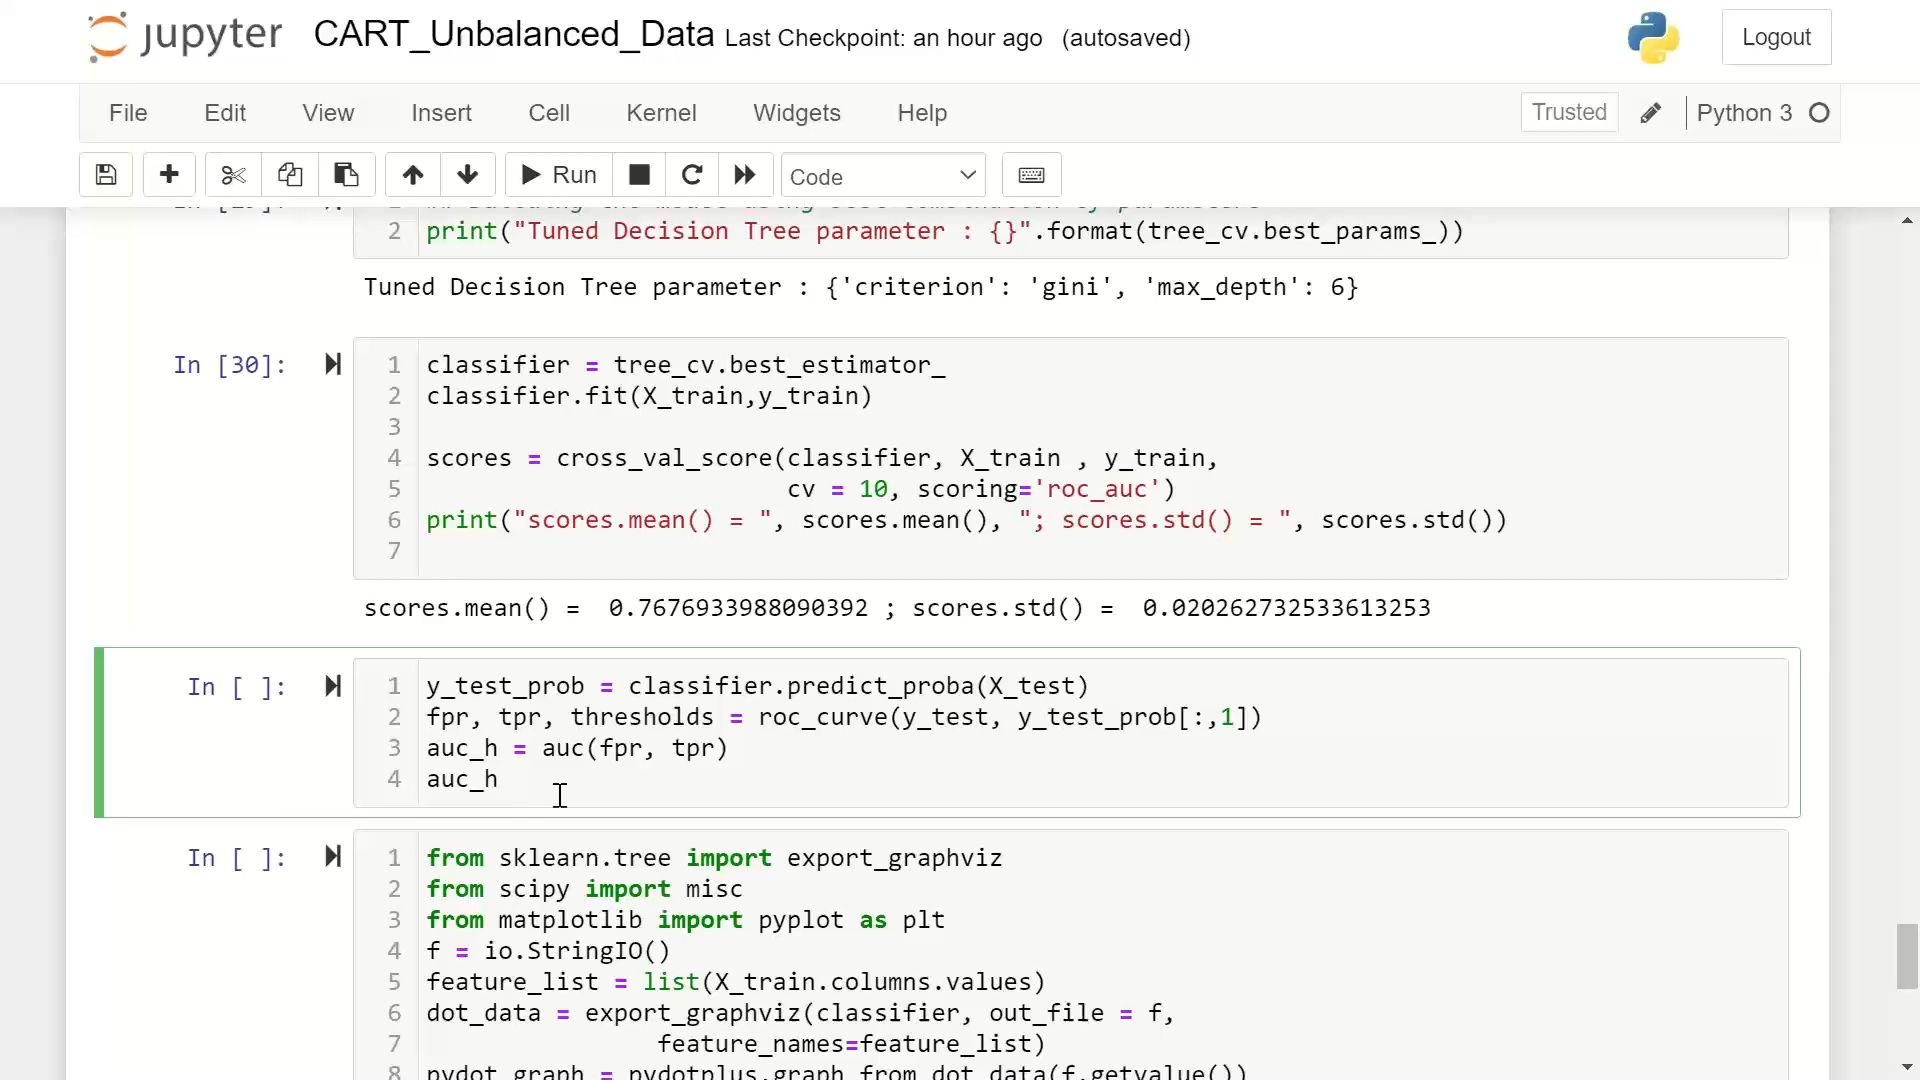 jupyter CART_Unbalanced_Data Last Checkpoint: an hour ago (autosaved) Logout
File Edit View Insert Cell Kernel Widgets Help Trusted Python 3
Run Code
2 print("Tuned Decision Tree parameter : {}".format(tree_cv.best_params_))
Tuned Decision Tree parameter : {'criterion': 'gini', 'max_depth': 6}
In [30]: 1 classifier = tree_cv.best_estimator_
2 classifier.fit(X_train,y_train)
3
4 scores = cross_val_score(classifier, X_train , y_train,
5 cv = 10, scoring='roc_auc')
6 print("scores.mean() = ", scores.mean(), "; scores.std() = ", scores.std())
7
scores.mean() =  0.7676933988090392 ; scores.std() =  0.020262732533613253
In [ ]: 1 y_test_prob = classifier.predict_proba(X_test)
2 fpr, tpr, thresholds = roc_curve(y_test, y_test_prob[:,1])
3 auc_h = auc(fpr, tpr)
4 auc_h
In [ ]: 1 from sklearn.tree import export_graphviz
2 from scipy import misc
3 from matplotlib import pyplot as plt
4 f = io.StringIO()
5 feature_list = list(X_train.columns.values)
6 dot_data = export_graphviz(classifier, out_file = f,
7 feature_names=feature_list)
8 pydot_graph = pydotplus.graph_from_dot_data(f.getvalue())